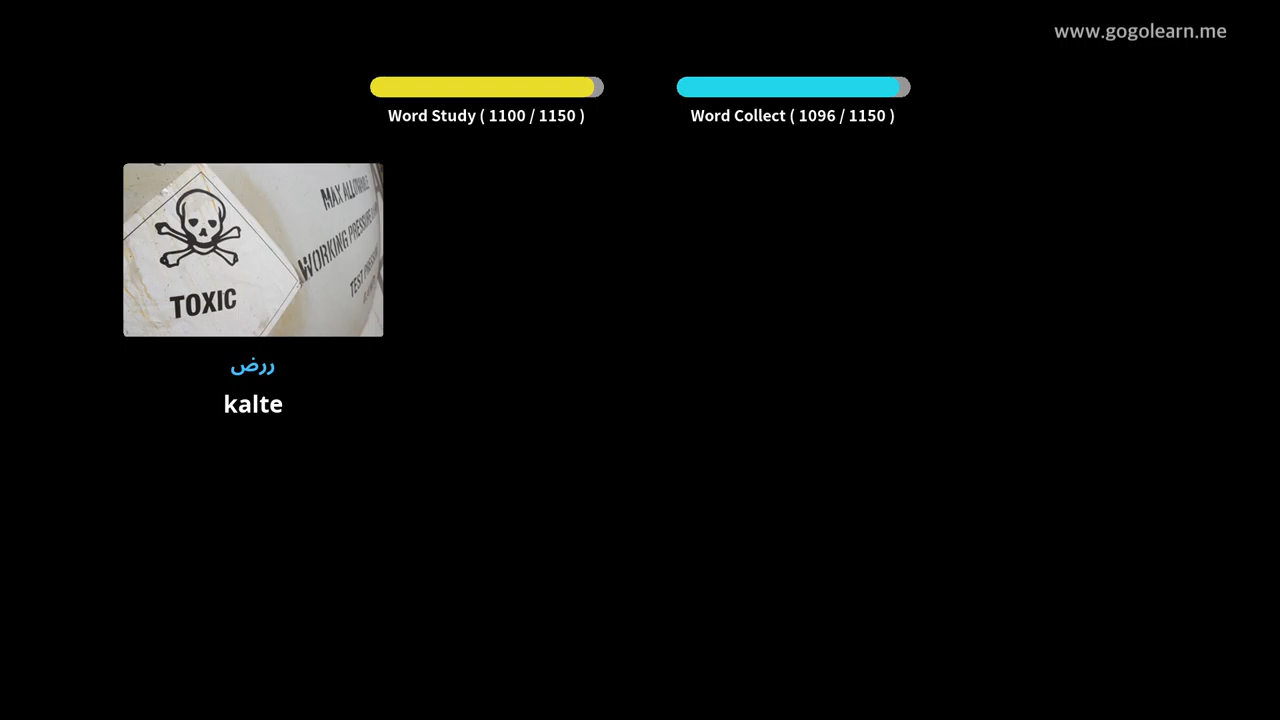 www.gogolearn.me
Word Study ( 1100 / 1150 )
Word Collect ( 1096 / 1150 )
MAX ALLOWABLE
WORKING PRESSURE
TEST
TOXIC
ررض
kalte